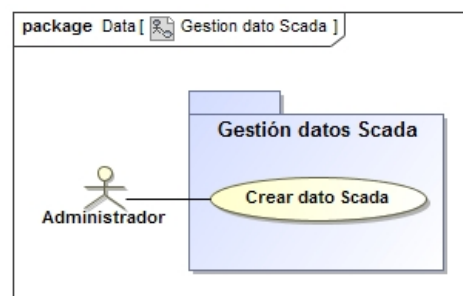 package Data [ Gestion dato Scada ]
Gestión datos Scada
Crear dato Scada
Administrador